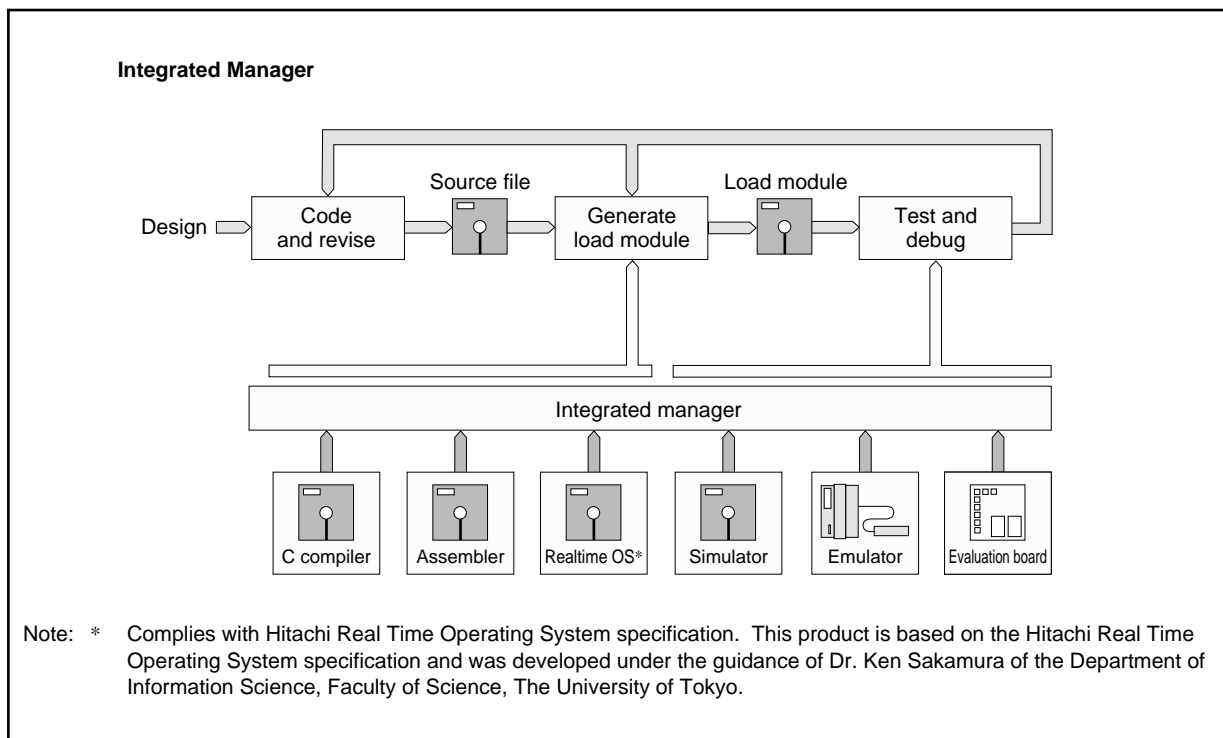 Integrated Manager
Source file
Load module
Design
Code
and revise
Generate
load module
Test and
debug
Integrated manager
C compiler
Assembler
Realtime OS*
Simulator
Emulator
Evaluation board
Note: * Complies with Hitachi Real Time Operating System specification. This product is based on the Hitachi Real Time
Operating System specification and was developed under the guidance of Dr. Ken Sakamura of the Department of
Information Science, Faculty of Science, The University of Tokyo.